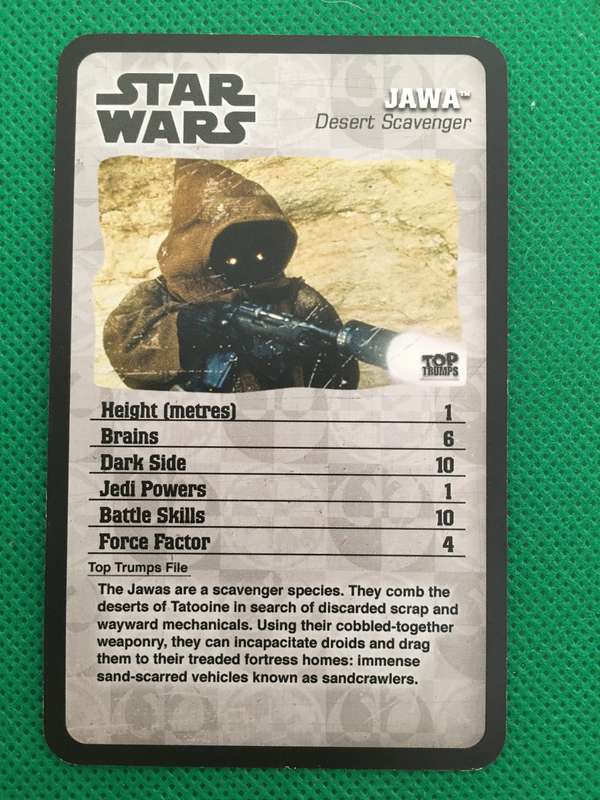 STAR
WARS
JAWA™
Desert Scavenger
TOP
TRUMPS
Height (metres) 1
Brains 6
Dark Side 10
Jedi Powers 1
Battle Skills 10
Force Factor 4
Top Trumps File
The Jawas are a scavenger species. They comb the
deserts of Tatooine in search of discarded scrap and
wayward mechanicals. Using their cobbled-together
weaponry, they can incapacitate droids and drag
them to their treaded fortress homes: immense
sand-scarred vehicles known as sandcrawlers.